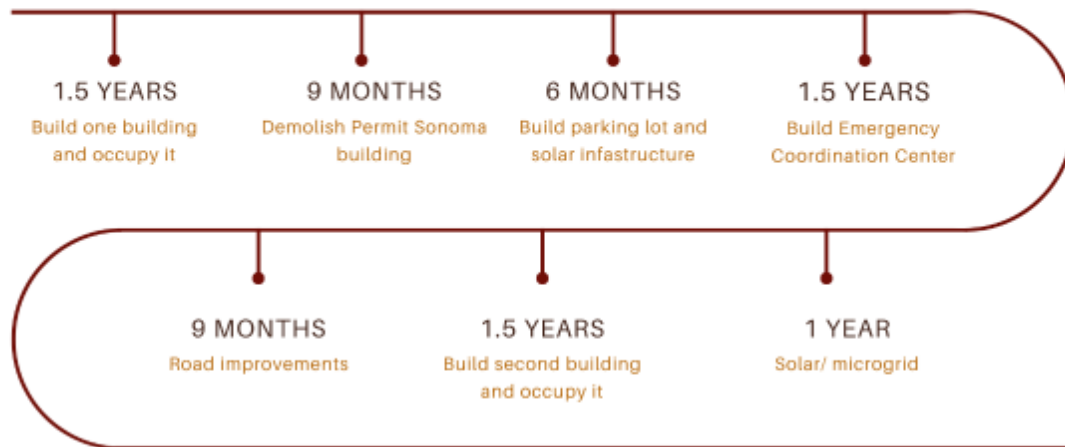 1.5 YEARS
Build one building
and occupy it
9 MONTHS
Demolish Permit Sonoma
building
6 MONTHS
Build parking lot and
solar infastructure
1.5 YEARS
Build Emergency
Coordination Center
9 MONTHS
Road improvements
1.5 YEARS
Build second building
and occupy it
1 YEAR
Solar/ microgrid